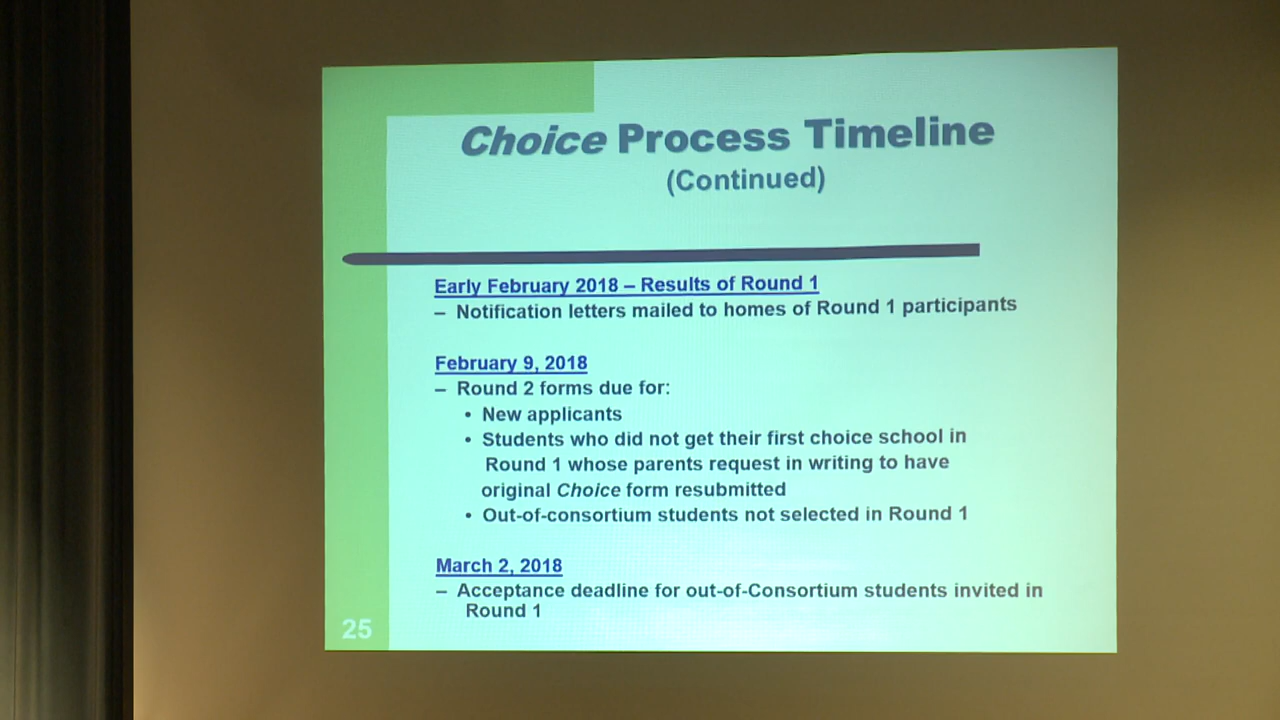 Choice Process Timeline
(Continued)
Early February 2018 – Results of Round 1
– Notification letters mailed to homes of Round 1 participants
February 9, 2018
– Round 2 forms due for:
• New applicants
• Students who did not get their first choice school in
Round 1 whose parents request in writing to have
original Choice form resubmitted
• Out-of-consortium students not selected in Round 1
March 2, 2018
– Acceptance deadline for out-of-Consortium students invited in
Round 1
25